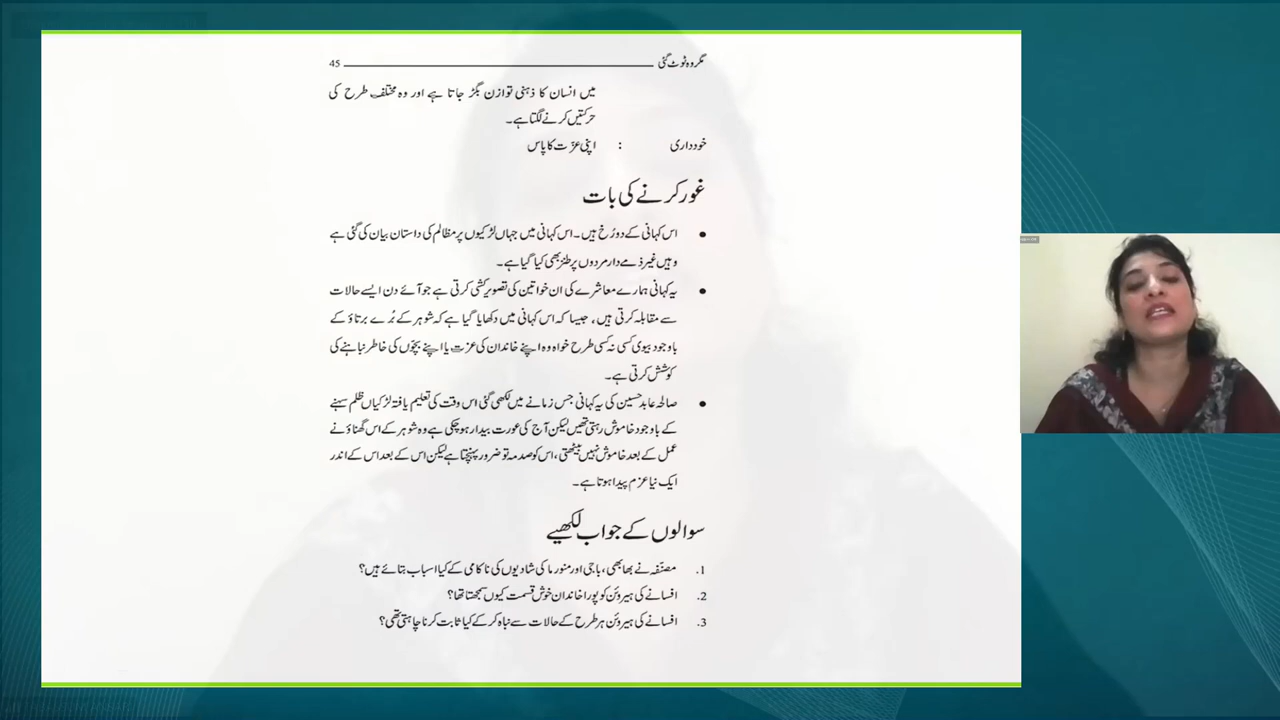 مگر وہ ٹوٹ گئی 45
میں انسان کا ذہنی توازن بگڑ جاتا ہے اور وہ مختلف طرح کی
حرکتیں کرنے لگتا ہے۔
خودداری : اپنی عزّت کا پاس
غور کرنے کی بات
• اس کہانی کے دو رُخ ہیں۔ اس کہانی میں جہاں لڑکیوں پر مظالم کی داستان بیان کی گئی ہے
وہیں غیر ذمے دار مردوں پر طنز بھی کیا گیا ہے۔
• یہ کہانی ہمارے معاشرے کی ان خواتین کی تصویر کشی کرتی ہے جو آئے دن ایسے حالات
سے مقابلہ کرتی ہیں، جیسا کہ اس کہانی میں دکھایا گیا ہے کہ شوہر کے بُرے برتاؤ کے
باوجود بیوی کسی نہ کسی طرح خواہ وہ اپنے خاندان کی عزت یا اپنے بچّوں کی خاطر نباہنے کی
کوشش کرتی ہے۔
• صالحہ عابد حسین کی یہ کہانی جس زمانے میں لکھی گئی اس وقت کی تعلیم یافتہ لڑکیاں ظلم سہنے
کے باوجود خاموش رہتی تھیں لیکن آج کی عورت بیدار ہوچکی ہے وہ شوہر کے اس گھناؤنے
عمل کے بعد خاموش نہیں بیٹھتی، اس کو صدمہ تو ضرور پہنچتا ہے لیکن اس کے بعد اس کے اندر
ایک نیا عزم پیدا ہوتا ہے۔
سوالوں کے جواب لکھیے
1. مصنّفہ نے بھابھی، باجی اور منورما کی شادیوں کی ناکامی کے کیا اسباب بتائے ہیں؟
2. افسانے کی ہیروئن کو پورا خاندان خوش قسمت کیوں سمجھتا تھا؟
3. افسانے کی ہیروئن ہر طرح کے حالات سے نباہ کر کے کیا ثابت کرنا چاہتی تھی؟